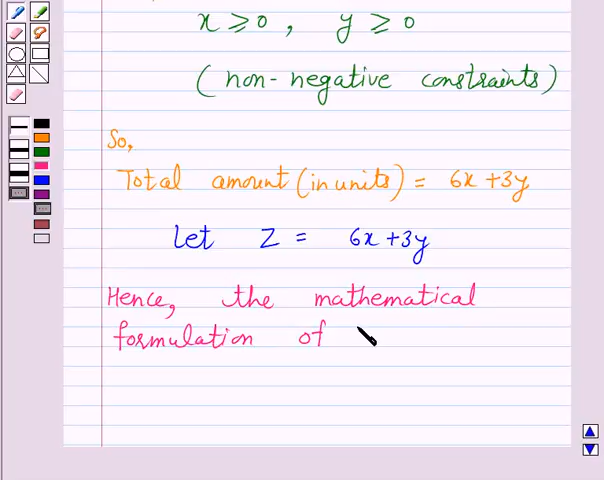 x ≥ 0 , y ≥ 0
(non-negative constraints)
So,
Total amount (in units) = 6x + 3y
Let Z = 6x + 3y
Hence, the mathematical
formulation of